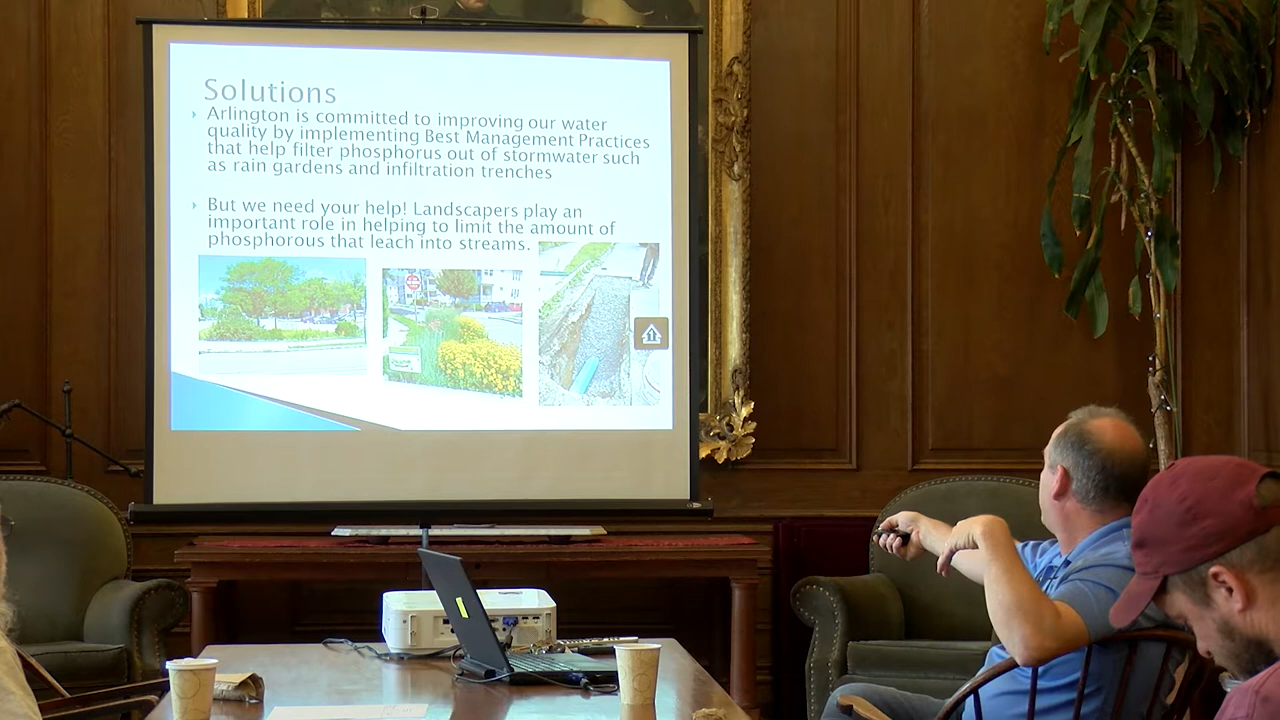 Solutions
Arlington is committed to improving our water
quality by implementing Best Management Practices
that help filter phosphorus out of stormwater such
as rain gardens and infiltration trenches
But we need your help! Landscapers play an
important role in helping to limit the amount of
phosphorous that leach into streams.